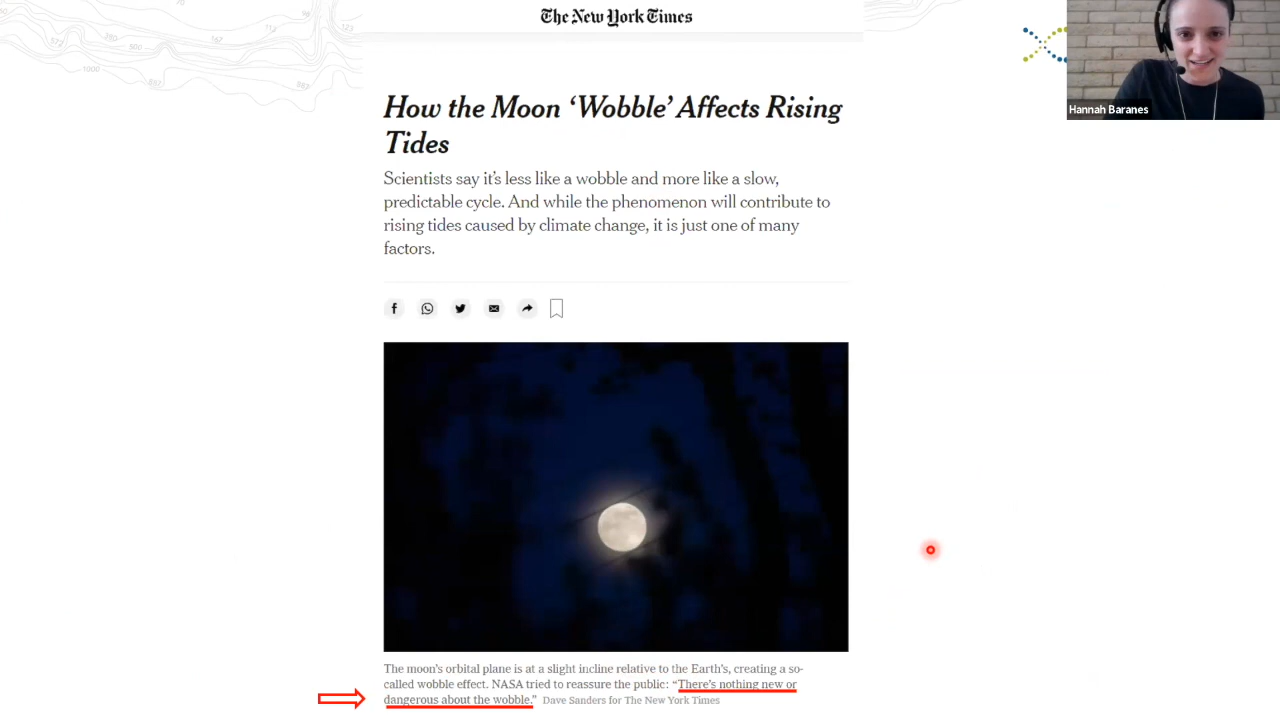 The New York Times
Hannah Baranes
How the Moon ‘Wobble’ Affects Rising
Tides
Scientists say it’s less like a wobble and more like a slow,
predictable cycle. And while the phenomenon will contribute to
rising tides caused by climate change, it is just one of many
factors.
The moon’s orbital plane is at a slight incline relative to the Earth’s, creating a so-
called wobble effect. NASA tried to reassure the public: “There’s nothing new or
dangerous about the wobble.” Dave Sanders for The New York Times